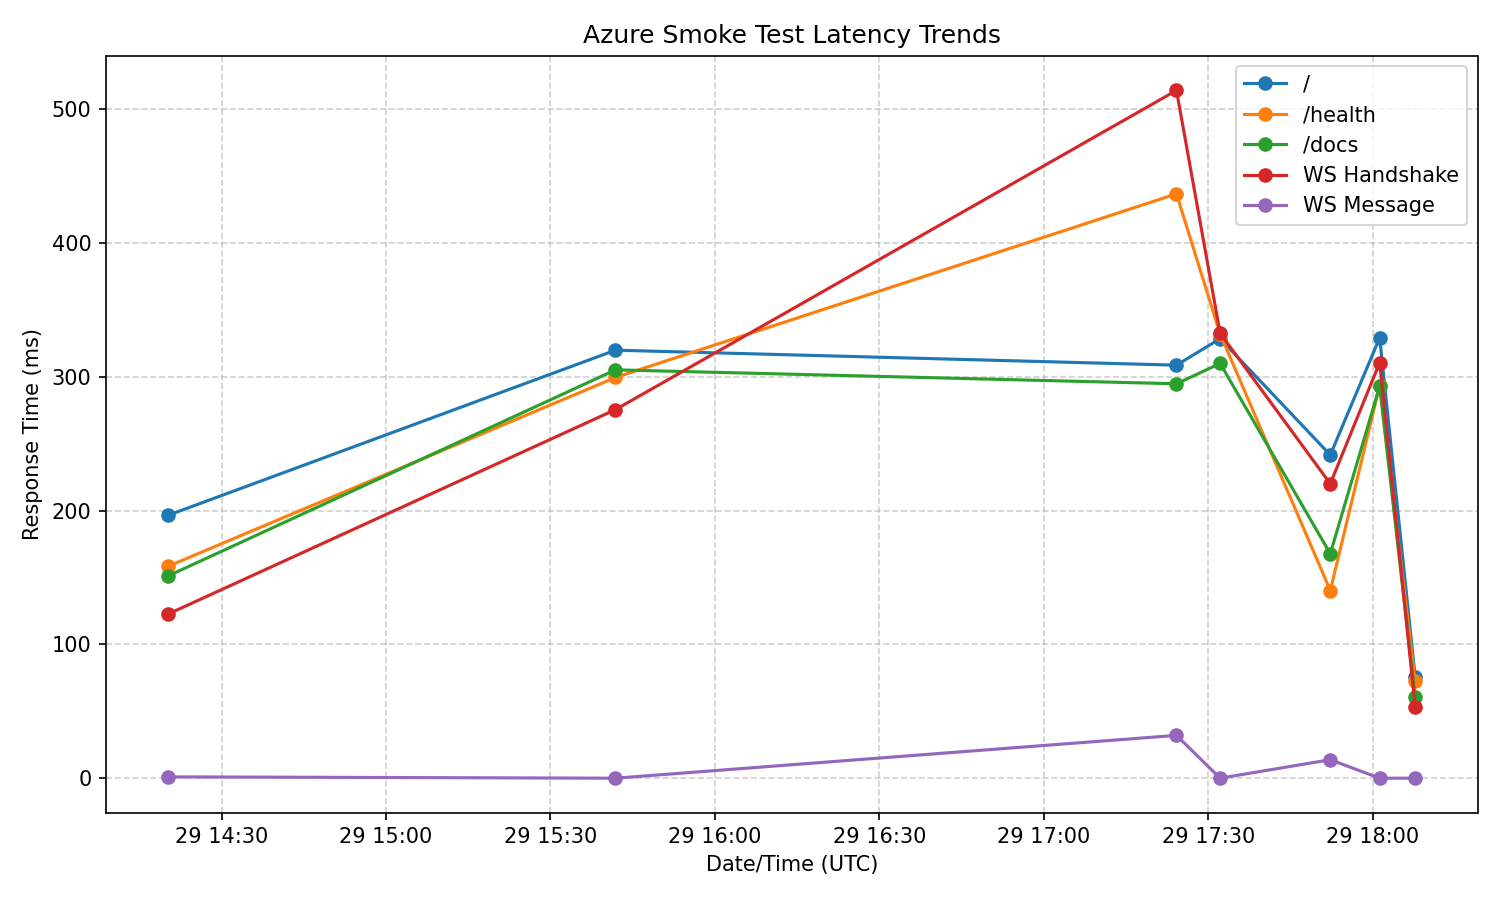 Azure Smoke Test Latency Trends
/
/health
/docs
WS Handshake
WS Message
Response Time (ms)
500
400
300
200
100
0
29 14:30
29 15:00
29 15:30
29 16:00
29 16:30
29 17:00
29 17:30
29 18:00
Date/Time (UTC)